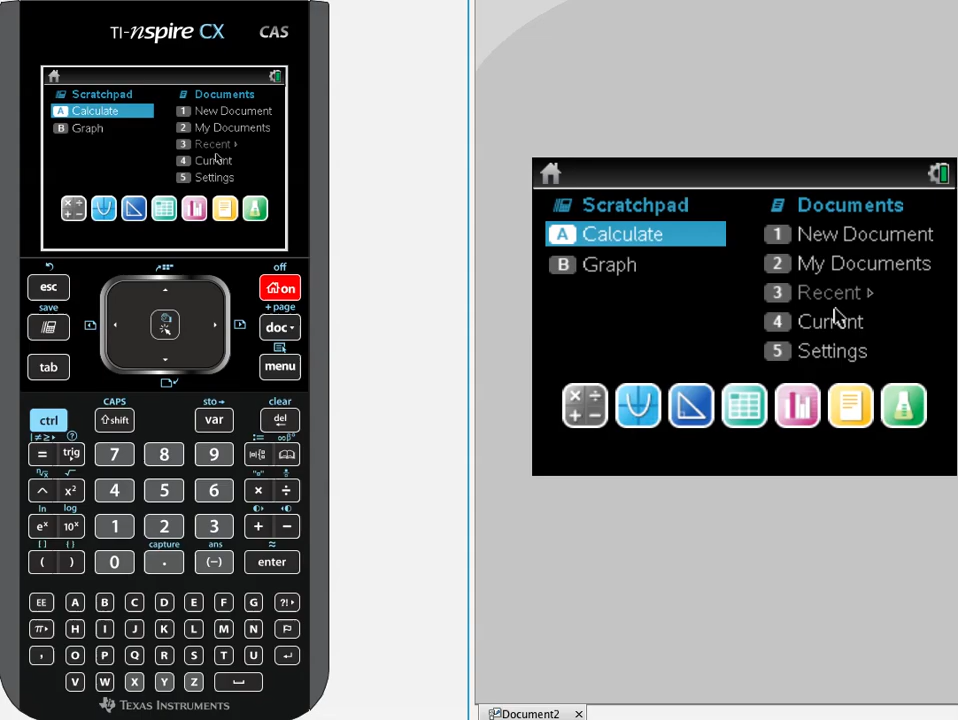 TI-nspire CX CAS
Scratchpad
A Calculate
B Graph
Documents
1 New Document
2 My Documents
3 Recent
4 Current
5 Settings
off
esc
on
save
+ page
doc
tab
menu
CAPS
sto→
clear
ctrl
shift
var
del
|≠≥▸ ?
:= ∞β°
= trig 7 8 9
ⁿ√x √
"≡" ÷
^ x² 4 5 6 × ÷
ln log
eˣ 10ˣ 1 2 3 + −
[ ] { } capture ans ≈
( ) 0 . (−) enter
EE A B C D E F G ?!▸
π▸ H I J K L M N
, O P Q R S T U
V W X Y Z
TEXAS INSTRUMENTS
Scratchpad
A Calculate
B Graph
Documents
1 New Document
2 My Documents
3 Recent
4 Current
5 Settings
Document2 ×